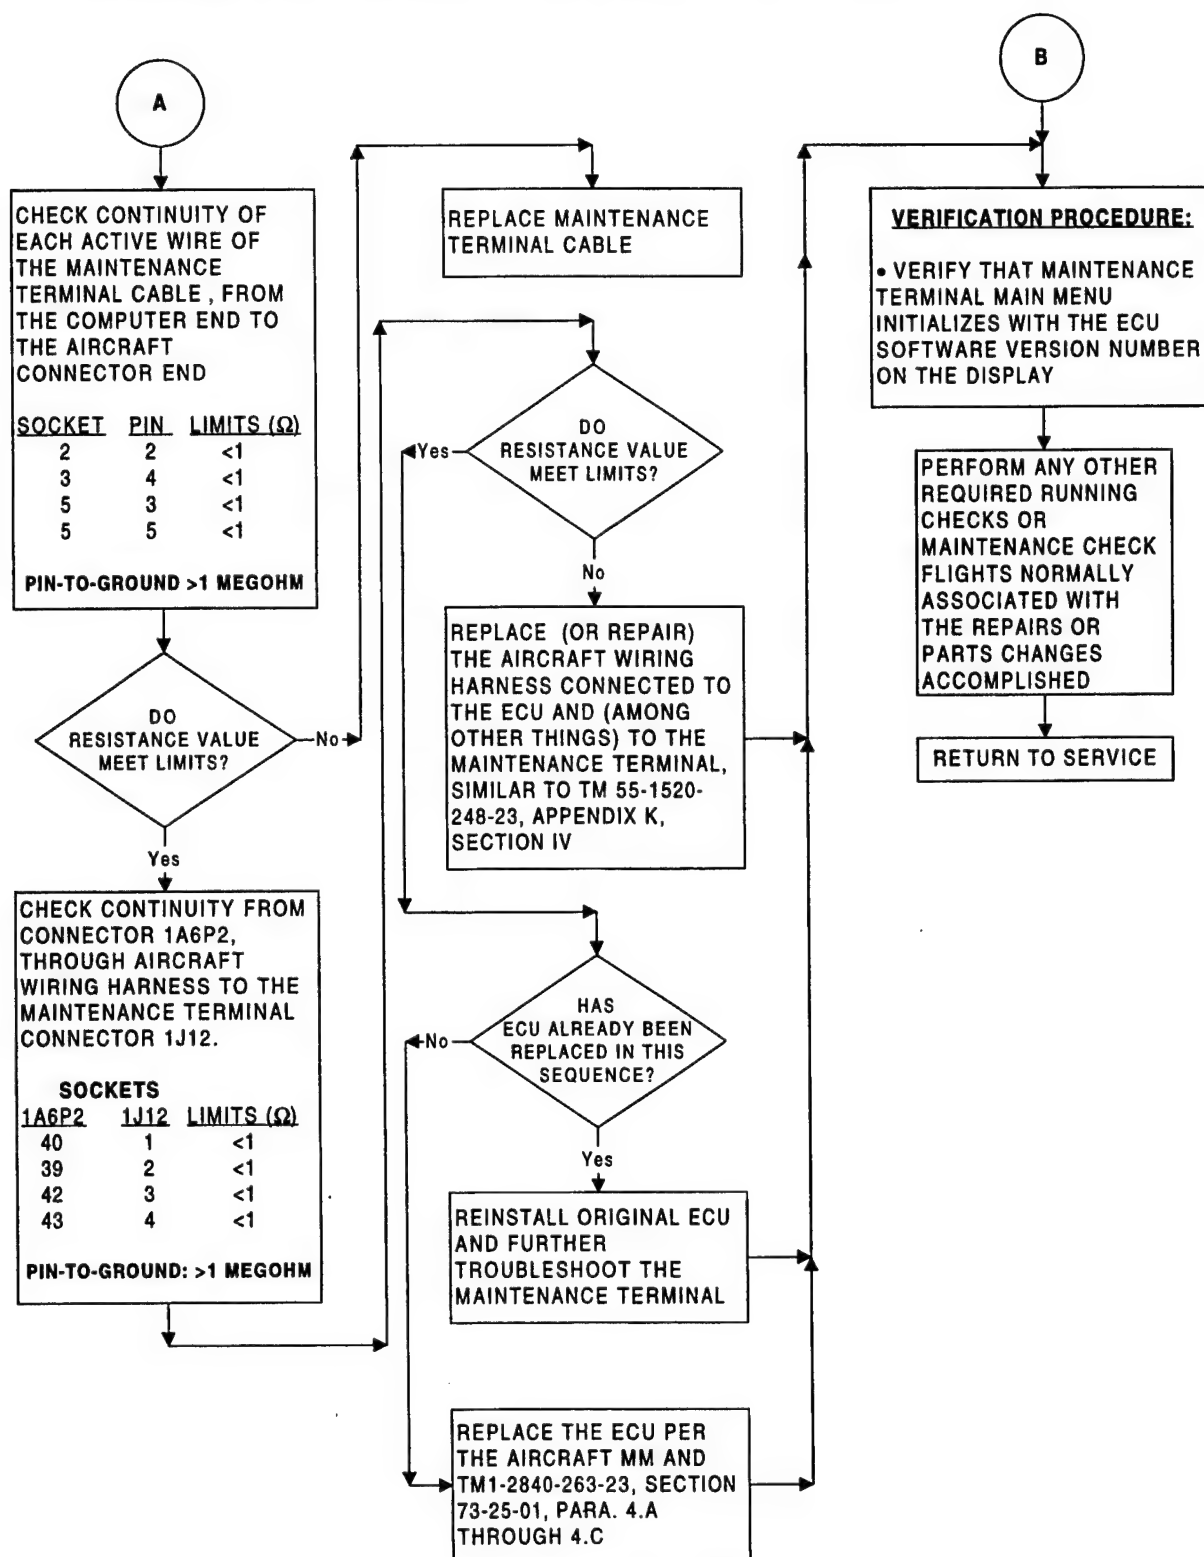 A
CHECK CONTINUITY OF
EACH ACTIVE WIRE OF
THE MAINTENANCE
TERMINAL CABLE , FROM
THE COMPUTER END TO
THE AIRCRAFT
CONNECTOR END
SOCKET PIN LIMITS (Ω)
2 2 <1
3 4 <1
5 3 <1
5 5 <1
PIN-TO-GROUND >1 MEGOHM
DO
RESISTANCE VALUE
MEET LIMITS?
No
Yes
CHECK CONTINUITY FROM
CONNECTOR 1A6P2,
THROUGH AIRCRAFT
WIRING HARNESS TO THE
MAINTENANCE TERMINAL
CONNECTOR 1J12.
SOCKETS
1A6P2 1J12 LIMITS (Ω)
40 1 <1
39 2 <1
42 3 <1
43 4 <1
PIN-TO-GROUND: >1 MEGOHM
REPLACE MAINTENANCE
TERMINAL CABLE
DO
RESISTANCE VALUE
MEET LIMITS?
Yes
No
REPLACE (OR REPAIR)
THE AIRCRAFT WIRING
HARNESS CONNECTED TO
THE ECU AND (AMONG
OTHER THINGS) TO THE
MAINTENANCE TERMINAL,
SIMILAR TO TM 55-1520-
248-23, APPENDIX K,
SECTION IV
HAS
ECU ALREADY BEEN
REPLACED IN THIS
SEQUENCE?
No
Yes
REINSTALL ORIGINAL ECU
AND FURTHER
TROUBLESHOOT THE
MAINTENANCE TERMINAL
REPLACE THE ECU PER
THE AIRCRAFT MM AND
TM1-2840-263-23, SECTION
73-25-01, PARA. 4.A
THROUGH 4.C
B
VERIFICATION PROCEDURE:
• VERIFY THAT MAINTENANCE
TERMINAL MAIN MENU
INITIALIZES WITH THE ECU
SOFTWARE VERSION NUMBER
ON THE DISPLAY
PERFORM ANY OTHER
REQUIRED RUNNING
CHECKS OR
MAINTENANCE CHECK
FLIGHTS NORMALLY
ASSOCIATED WITH
THE REPAIRS OR
PARTS CHANGES
ACCOMPLISHED
RETURN TO SERVICE